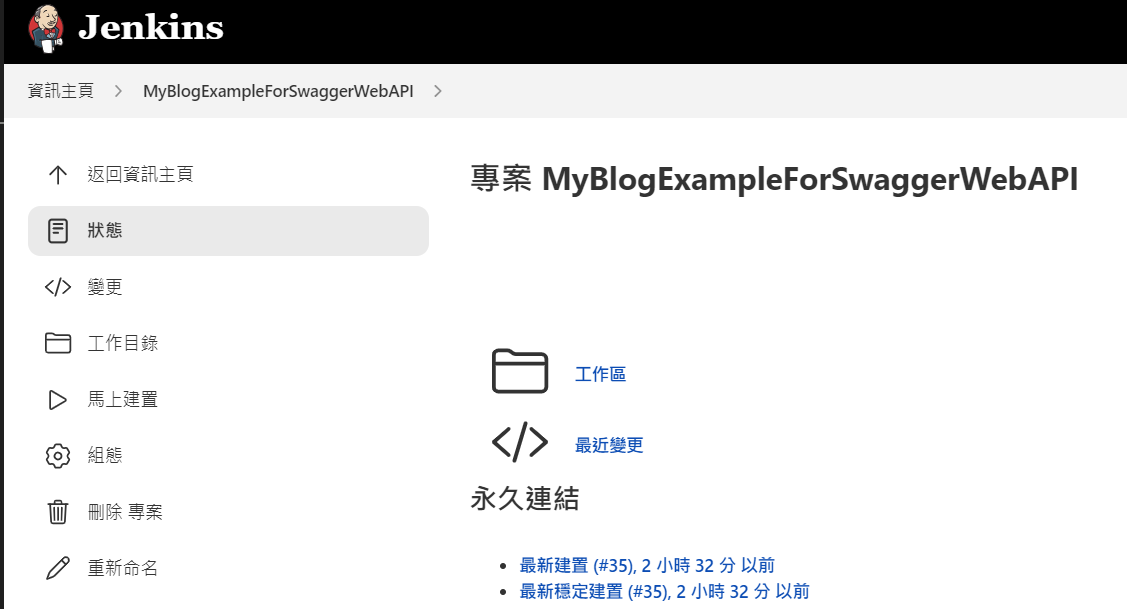 Jenkins
資訊主頁 > MyBlogExampleForSwaggerWebAPI >
返回資訊主頁
狀態
變更
工作目錄
馬上建置
組態
刪除 專案
重新命名
專案 MyBlogExampleForSwaggerWebAPI
工作區
最近變更
永久連結
• 最新建置 (#35), 2 小時 32 分 以前
• 最新穩定建置 (#35), 2 小時 32 分 以前